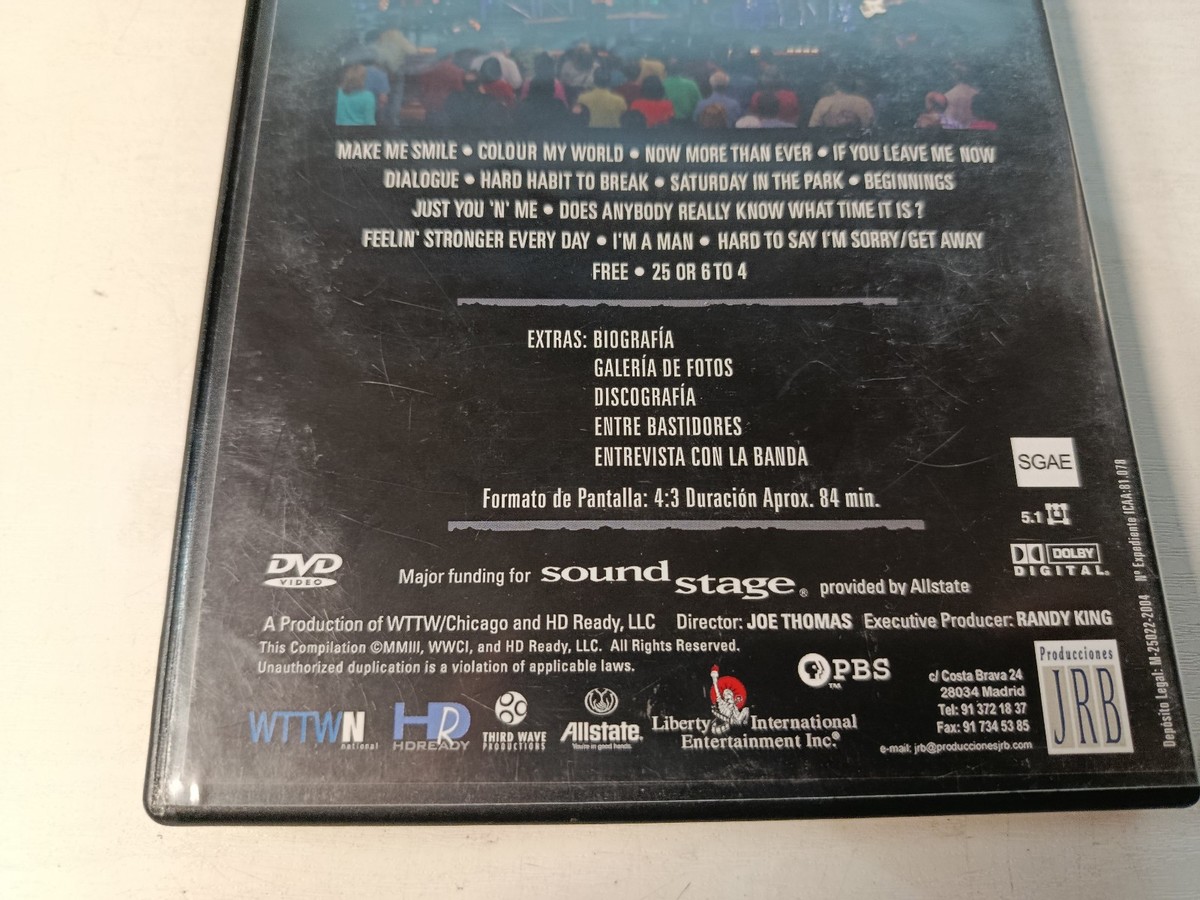 MAKE ME SMILE • COLOUR MY WORLD • NOW MORE THAN EVER • IF YOU LEAVE ME NOW
DIALOGUE • HARD HABIT TO BREAK • SATURDAY IN THE PARK • BEGINNINGS
JUST YOU 'N' ME • DOES ANYBODY REALLY KNOW WHAT TIME IT IS ?
FEELIN' STRONGER EVERY DAY • I'M A MAN • HARD TO SAY I'M SORRY/GET AWAY
FREE • 25 OR 6 TO 4
EXTRAS: BIOGRAFÍA
GALERÍA DE FOTOS
DISCOGRAFÍA
ENTRE BASTIDORES
ENTREVISTA CON LA BANDA
Formato de Pantalla: 4:3 Duración Aprox. 84 min.
SGAE
5.1
DOLBY
DIGITAL.
DVD
VIDEO
Major funding for sound stage® provided by Allstate
A Production of WTTW/Chicago and HD Ready, LLC Director: JOE THOMAS Executive Producer: RANDY KING
This Compilation ©MMIII, WWCI, and HD Ready, LLC. All Rights Reserved.
Unauthorized duplication is a violation of applicable laws.
WTTWN
national
HDR
HDREADY
THIRD WAVE
PRODUCTIONS
Allstate.
You're in good hands.
Liberty International
Entertainment Inc.®
PBS
TM
c/ Costa Brava 24
28034 Madrid
Tel: 91 372 18 37
Fax: 91 734 53 85
e-mail: jrb@produccionesjrb.com
Producciones
JRB
Depósito Legal: M-25022-2004 Nº Expediente ICAA:81.078